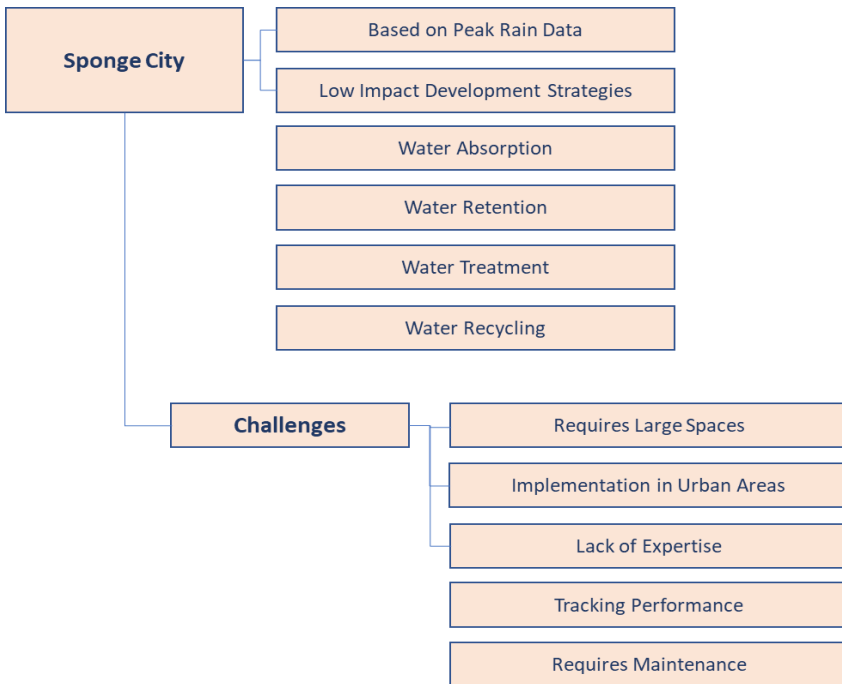 Sponge City
Based on Peak Rain Data
Low Impact Development Strategies
Water Absorption
Water Retention
Water Treatment
Water Recycling
Challenges
Requires Large Spaces
Implementation in Urban Areas
Lack of Expertise
Tracking Performance
Requires Maintenance